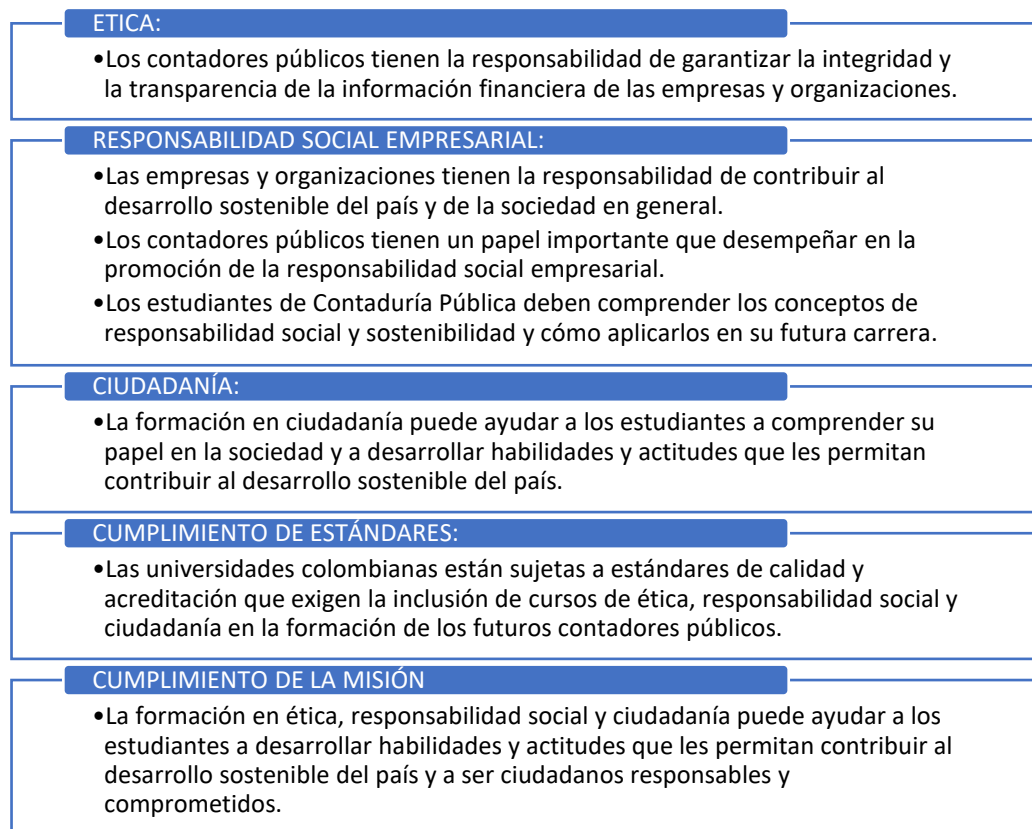 ETICA:
•Los contadores públicos tienen la responsabilidad de garantizar la integridad y
la transparencia de la información financiera de las empresas y organizaciones.
RESPONSABILIDAD SOCIAL EMPRESARIAL:
•Las empresas y organizaciones tienen la responsabilidad de contribuir al
desarrollo sostenible del país y de la sociedad en general.
•Los contadores públicos tienen un papel importante que desempeñar en la
promoción de la responsabilidad social empresarial.
•Los estudiantes de Contaduría Pública deben comprender los conceptos de
responsabilidad social y sostenibilidad y cómo aplicarlos en su futura carrera.
CIUDADANÍA:
•La formación en ciudadanía puede ayudar a los estudiantes a comprender su
papel en la sociedad y a desarrollar habilidades y actitudes que les permitan
contribuir al desarrollo sostenible del país.
CUMPLIMIENTO DE ESTÁNDARES:
•Las universidades colombianas están sujetas a estándares de calidad y
acreditación que exigen la inclusión de cursos de ética, responsabilidad social y
ciudadanía en la formación de los futuros contadores públicos.
CUMPLIMIENTO DE LA MISIÓN
•La formación en ética, responsabilidad social y ciudadanía puede ayudar a los
estudiantes a desarrollar habilidades y actitudes que les permitan contribuir al
desarrollo sostenible del país y a ser ciudadanos responsables y
comprometidos.